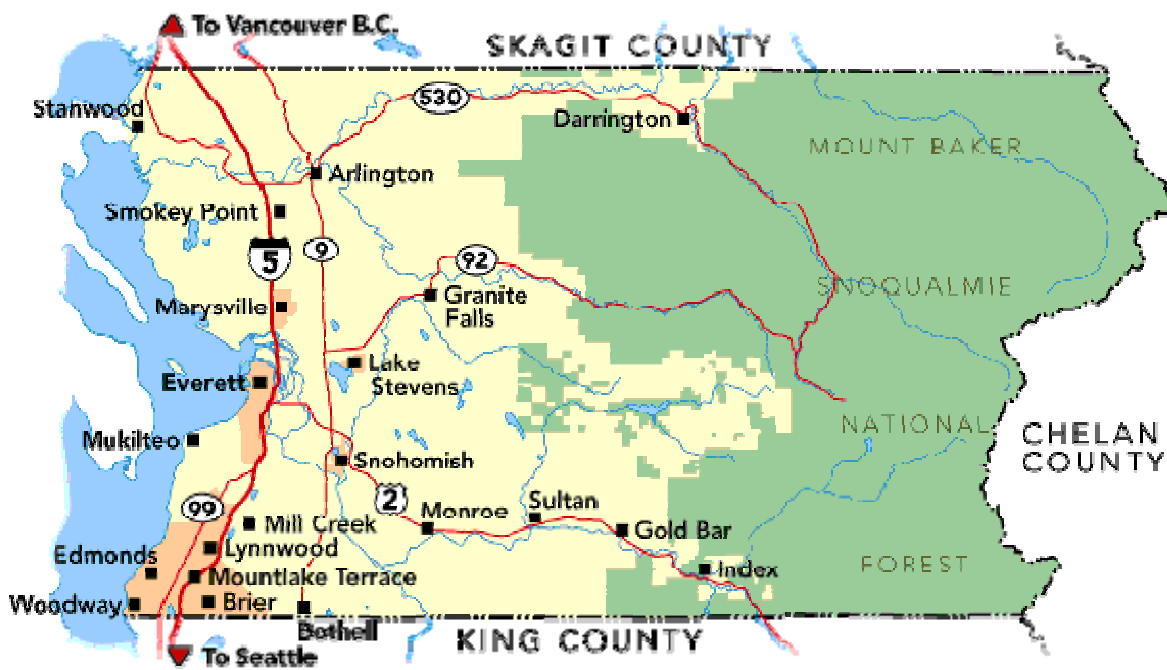 To Vancouver B.C.
SKAGIT COUNTY
Stanwood
530
Darrington
MOUNT BAKER
Arlington
Smokey Point
5
9
92
SNOQUALMIE
Granite
Falls
Marysville
Lake
Stevens
Everett
NATIONAL
Mukilteo
CHELAN
COUNTY
Snohomish
2
99
Sultan
Monroe
Mill Creek
Gold Bar
Lynnwood
Edmonds
FOREST
Index
Mountlake Terrace
Woodway
Brier
Bothell
KING COUNTY
To Seattle